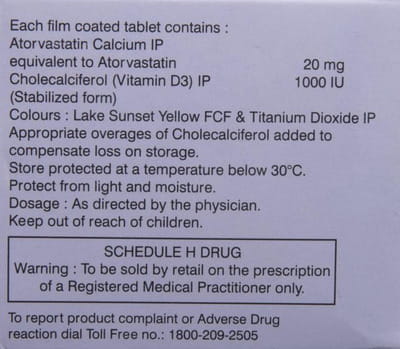 Each film coated tablet contains :
Atorvastatin Calcium IP
equivalent to Atorvastatin 20 mg
Cholecalciferol (Vitamin D3) IP 1000 IU
(Stabilized form)
Colours : Lake Sunset Yellow FCF & Titanium Dioxide IP
Appropriate overages of Cholecalciferol added to
compensate loss on storage.
Store protected at a temperature below 30°C.
Protect from light and moisture.
Dosage : As directed by the physician.
Keep out of reach of children.
SCHEDULE H DRUG
Warning : To be sold by retail on the prescription
of a Registered Medical Practitioner only.
To report product complaint or Adverse Drug
reaction dial Toll Free no.: 1800-209-2505